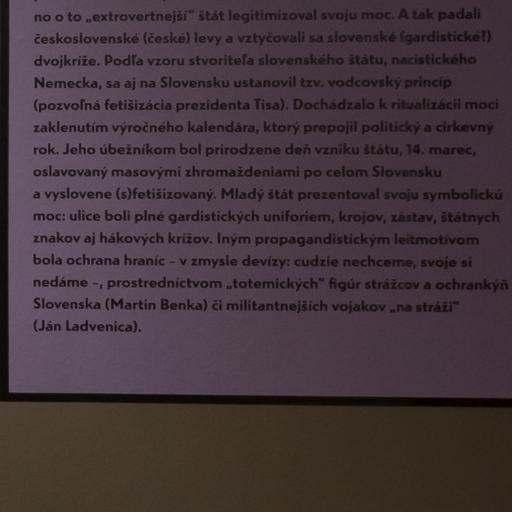 no o to „extrovertnejší“ štát legitimizoval svoju moc. A tak padali
československé (české) levy a vztyčovali sa slovenské (gardistické?)
dvojkríže. Podľa vzoru stvoriteľa slovenského štátu, nacistického
Nemecka, sa aj na Slovensku ustanovil tzv. vodcovský princíp
(pozvoľná fetišizácia prezidenta Tisa). Dochádzalo k ritualizácii moci
zaklenutím výročného kalendára, ktorý prepojil politický a cirkevný
rok. Jeho úbežníkom bol prirodzene deň vzniku štátu, 14. marec,
oslavovaný masovými zhromaždeniami po celom Slovensku
a vyslovene (s)fetišizovaný. Mladý štát prezentoval svoju symbolickú
moc: ulice boli plné gardistických uniforiem, krojov, zástav, štátnych
znakov aj hákových krížov. Iným propagandistickým leitmotívom
bola ochrana hraníc – v zmysle devízy: cudzie nechceme, svoje si
nedáme –, prostredníctvom „totemických“ figúr strážcov a ochrankýň
Slovenska (Martin Benka) či militantnejších vojakov „na stráži“
(Ján Ladvenica).